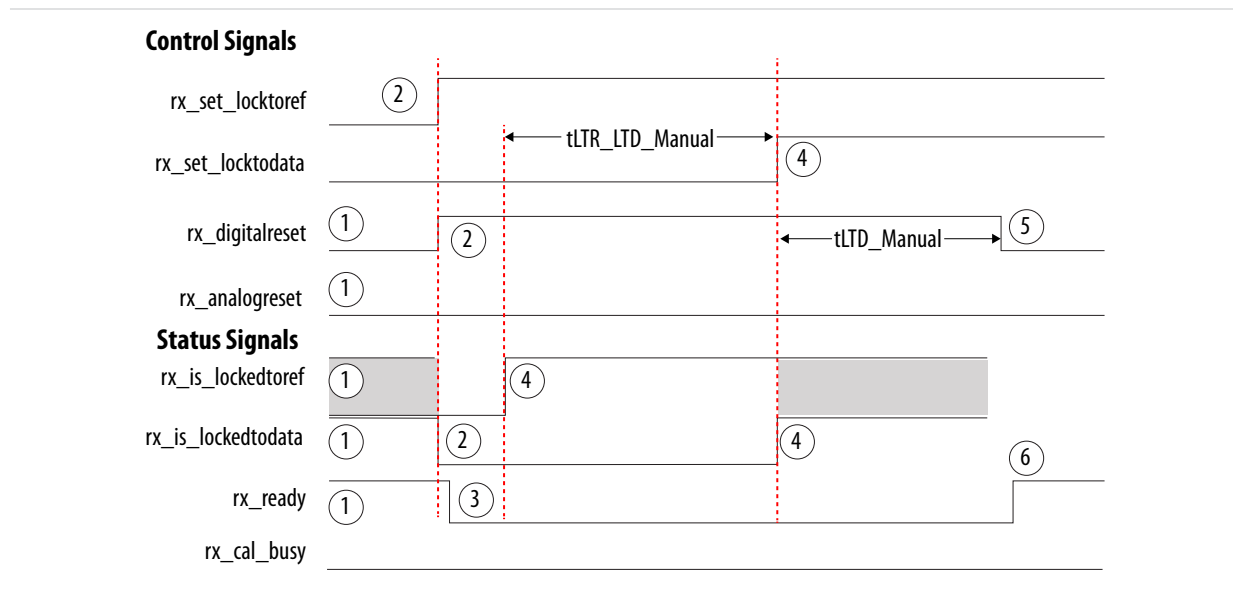 Control Signals
rx_set_locktoref 2
tLTR_LTD_Manual
rx_set_locktodata 4
rx_digitalreset 1 2 tLTD_Manual 5
rx_analogreset 1
Status Signals
rx_is_lockedtoref 1 4
rx_is_lockedtodata 1 2 4
rx_ready 1 3 6
rx_cal_busy